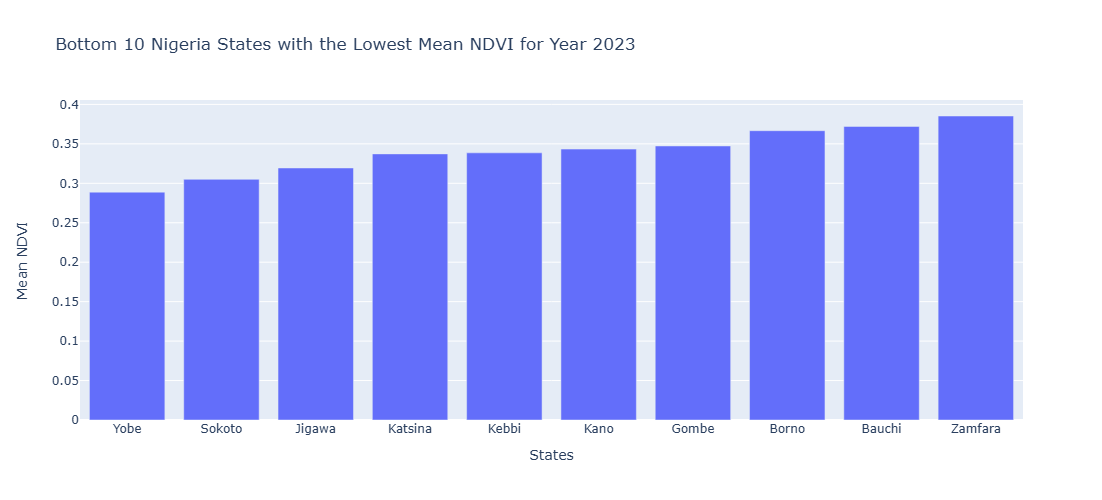 Bottom 10 Nigeria States with the Lowest Mean NDVI for Year 2023
Mean NDVI
0.4
0.35
0.3
0.25
0.2
0.15
0.1
0.05
0
Yobe Sokoto Jigawa Katsina Kebbi Kano Gombe Borno Bauchi Zamfara
States